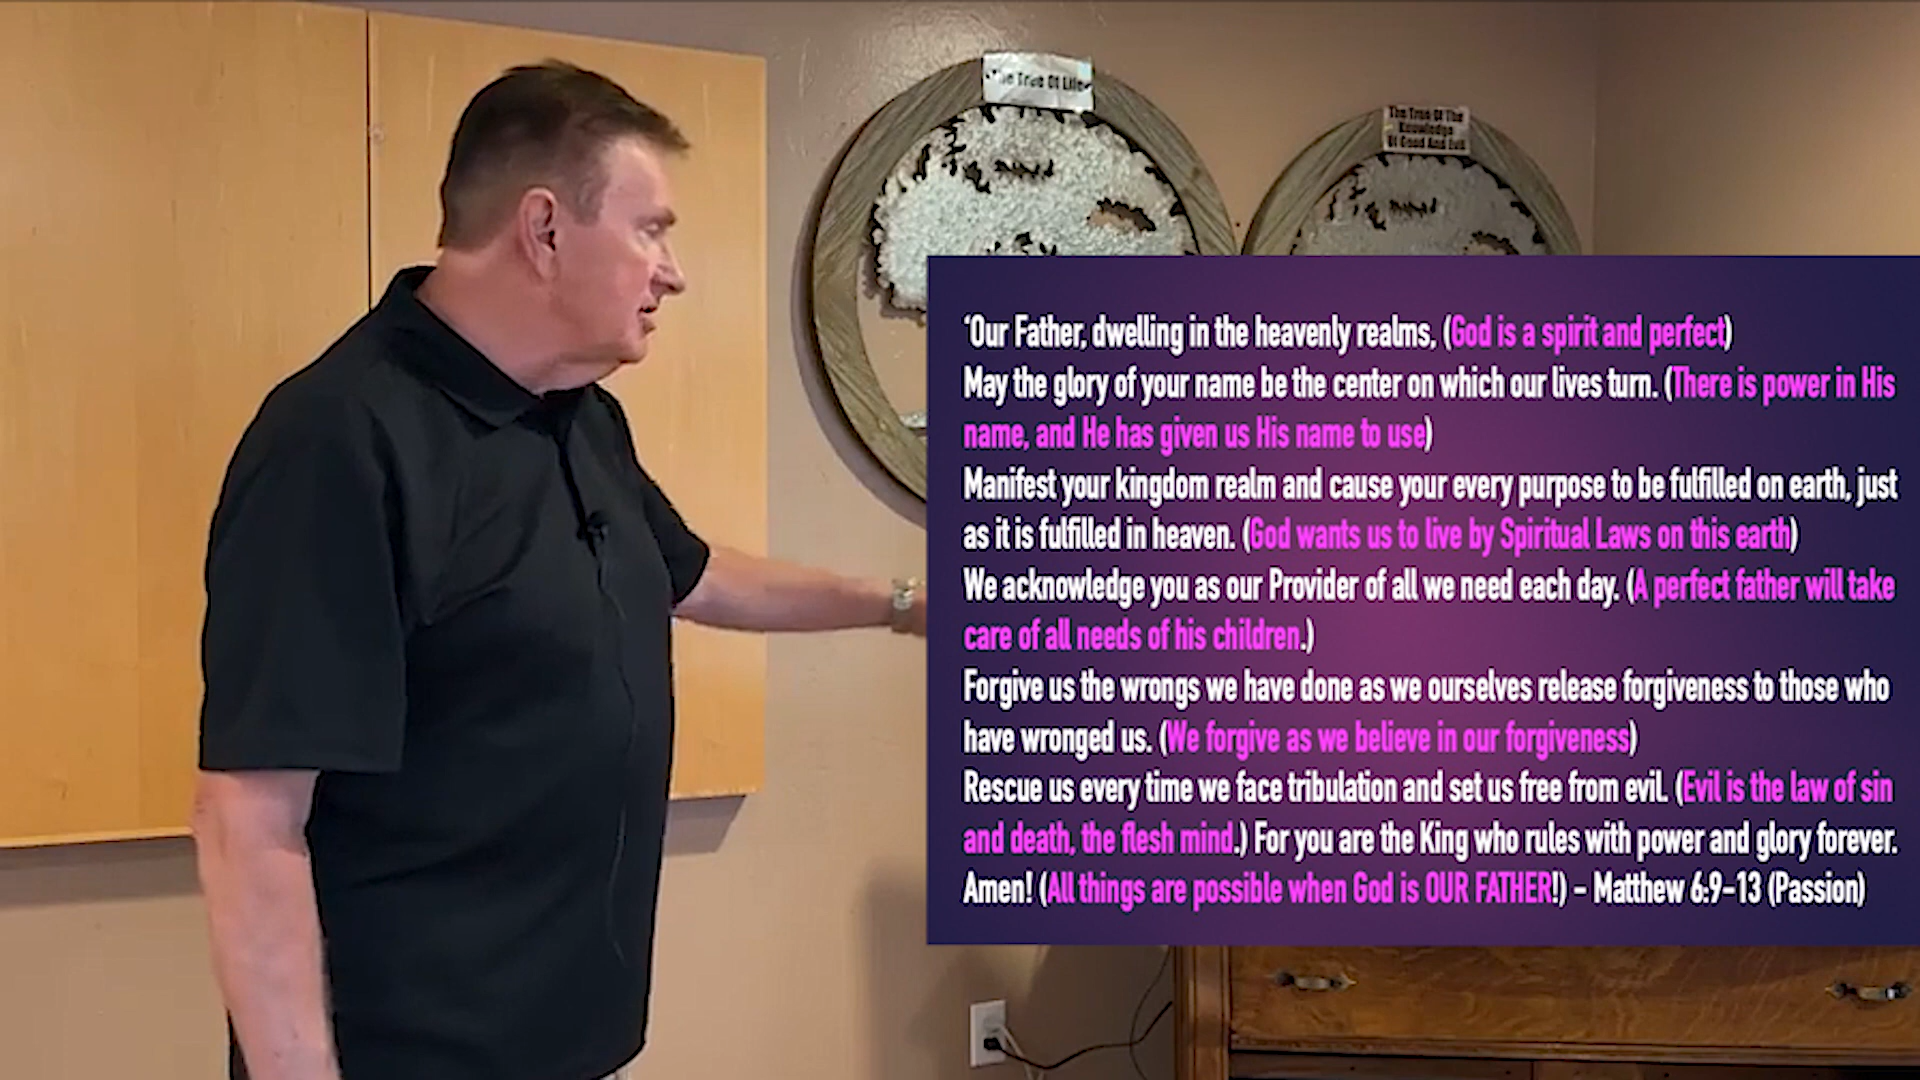 The Tree Of Life
The Tree Of The
Knowledge
Of Good And Evil
‘Our Father, dwelling in the heavenly realms, (God is a spirit and perfect)
May the glory of your name be the center on which our lives turn. (There is power in His
name, and He has given us His name to use)
Manifest your kingdom realm and cause your every purpose to be fulfilled on earth, just
as it is fulfilled in heaven. (God wants us to live by Spiritual Laws on this earth)
We acknowledge you as our Provider of all we need each day. (A perfect father will take
care of all needs of his children.)
Forgive us the wrongs we have done as we ourselves release forgiveness to those who
have wronged us. (We forgive as we believe in our forgiveness)
Rescue us every time we face tribulation and set us free from evil. (Evil is the law of sin
and death, the flesh mind.) For you are the King who rules with power and glory forever.
Amen! (All things are possible when God is OUR FATHER!) – Matthew 6:9–13 (Passion)